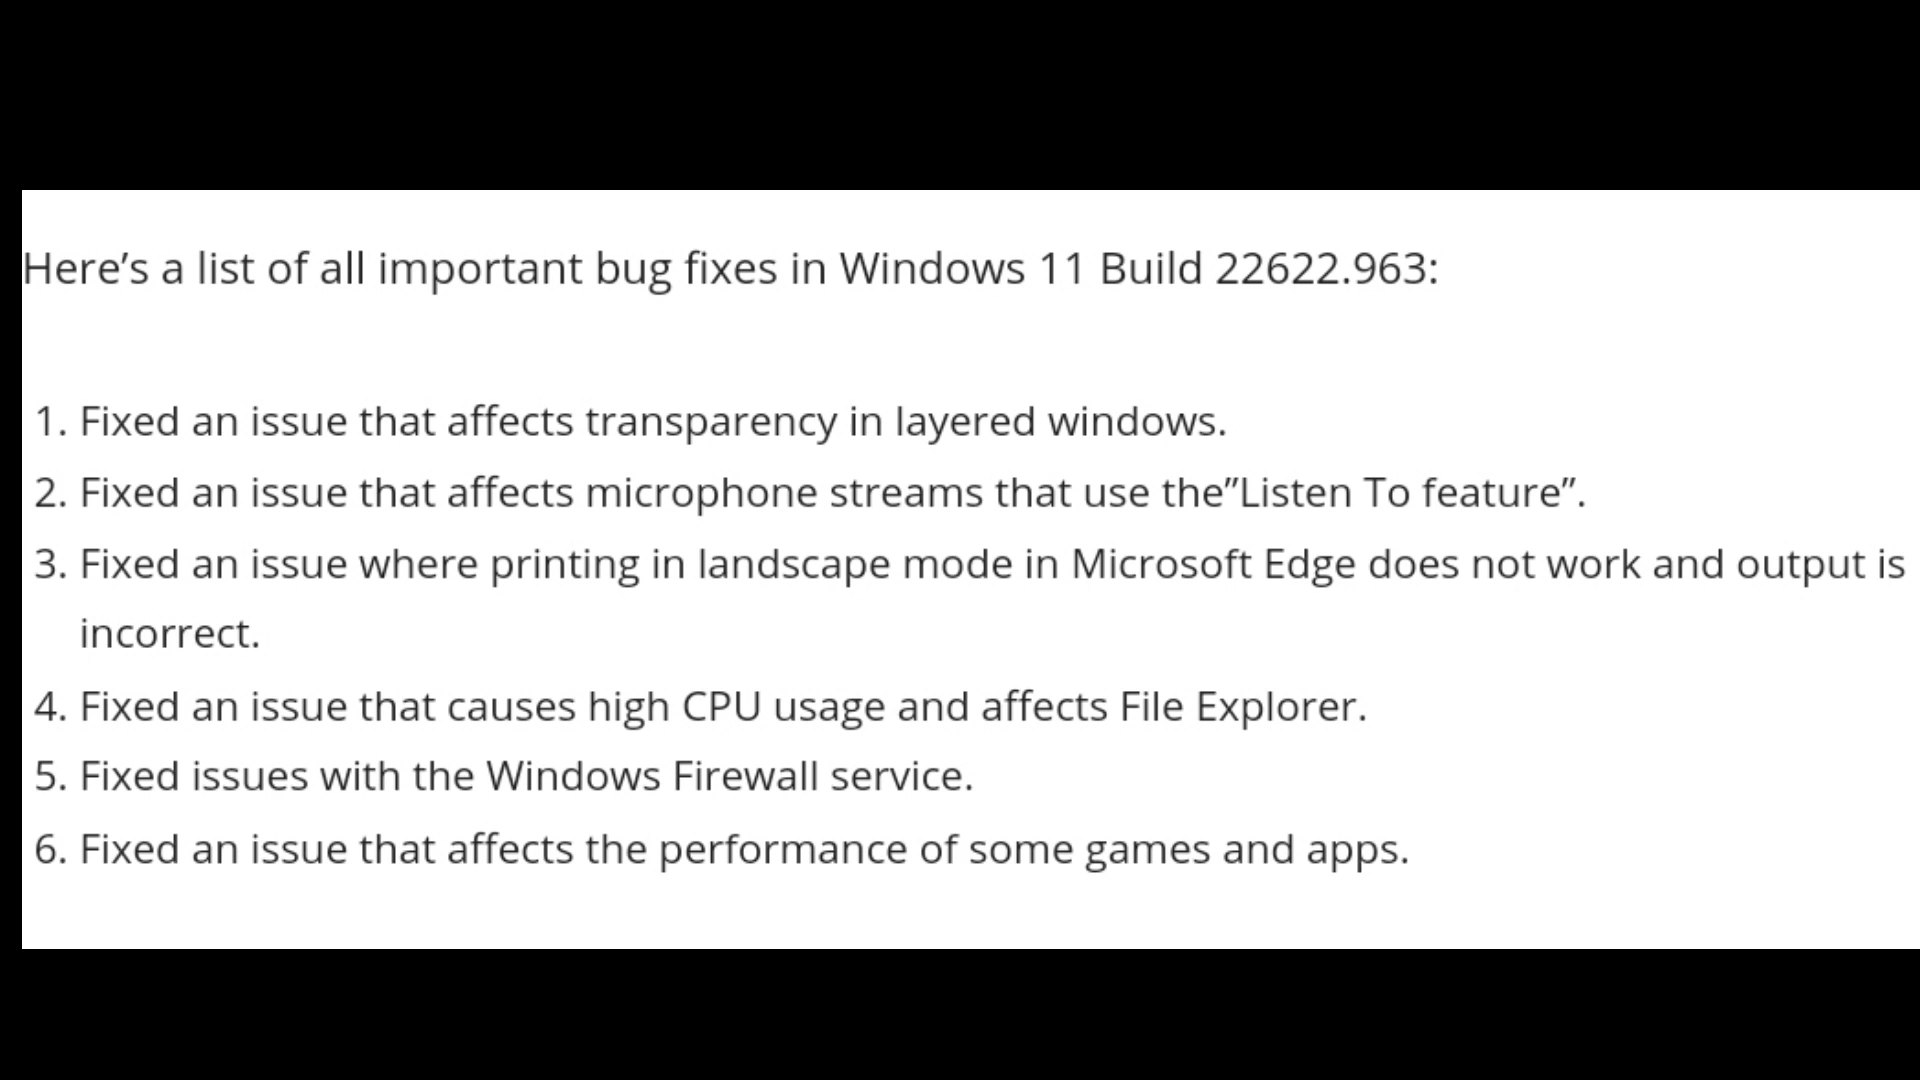 Here’s a list of all important bug fixes in Windows 11 Build 22622.963:
1. Fixed an issue that affects transparency in layered windows.
2. Fixed an issue that affects microphone streams that use the”Listen To feature”.
3. Fixed an issue where printing in landscape mode in Microsoft Edge does not work and output is
incorrect.
4. Fixed an issue that causes high CPU usage and affects File Explorer.
5. Fixed issues with the Windows Firewall service.
6. Fixed an issue that affects the performance of some games and apps.